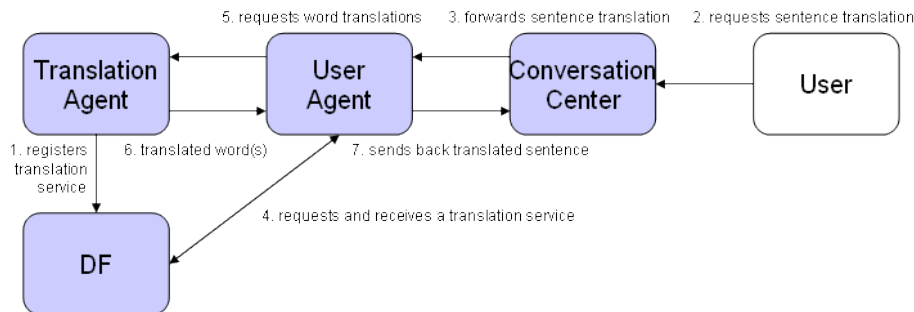 5. requests word translations
3. forwards sentence translation
2. requests sentence translation
Translation
Agent
User
Agent
Conversation
Center
User
1. registers
translation
service
6. translated word(s)
7. sends back translated sentence
4. requests and receives a translation service
DF